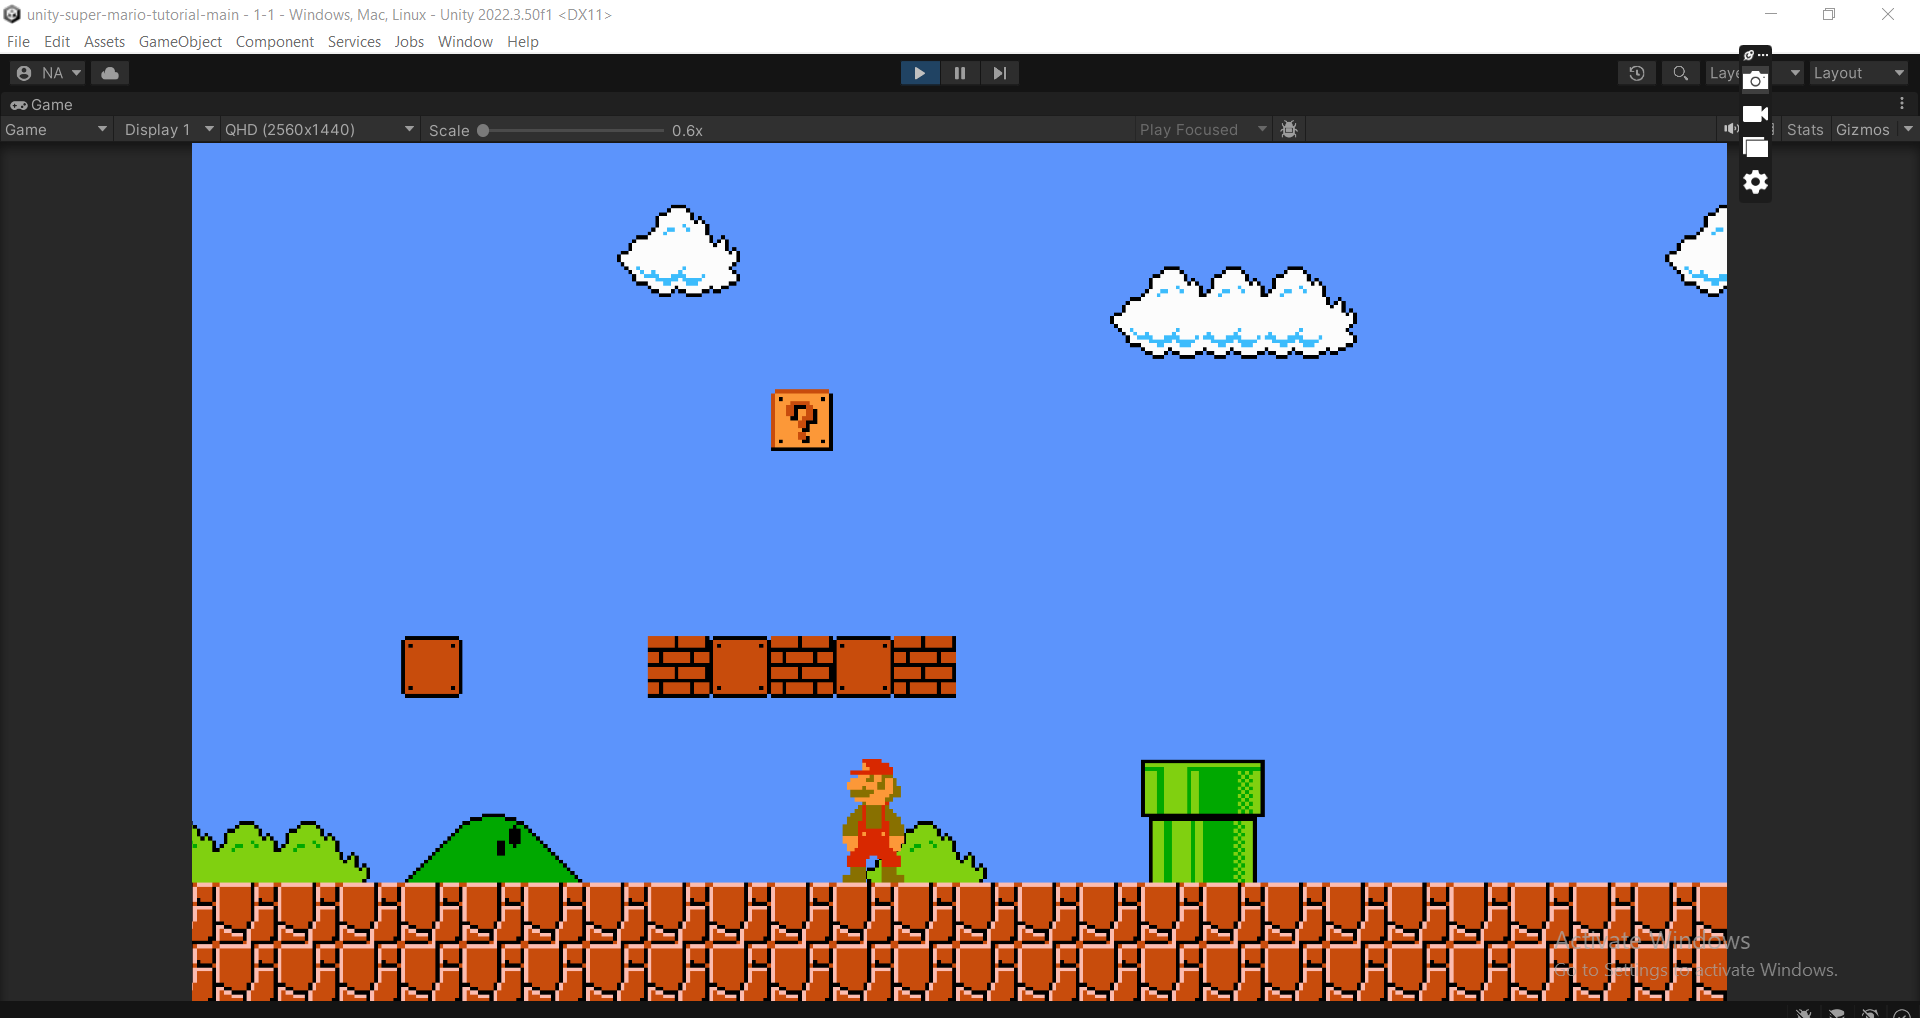 unity-super-mario-tutorial-main - 1-1 - Windows, Mac, Linux - Unity 2022.3.50f1 <DX11>
File Edit Assets GameObject Component Services Jobs Window Help
NA Layout
Game
Game Display 1 QHD (2560x1440) Scale 0.6x Play Focused Stats Gizmos
?
Activate Windows
Go to Settings to activate Windows.